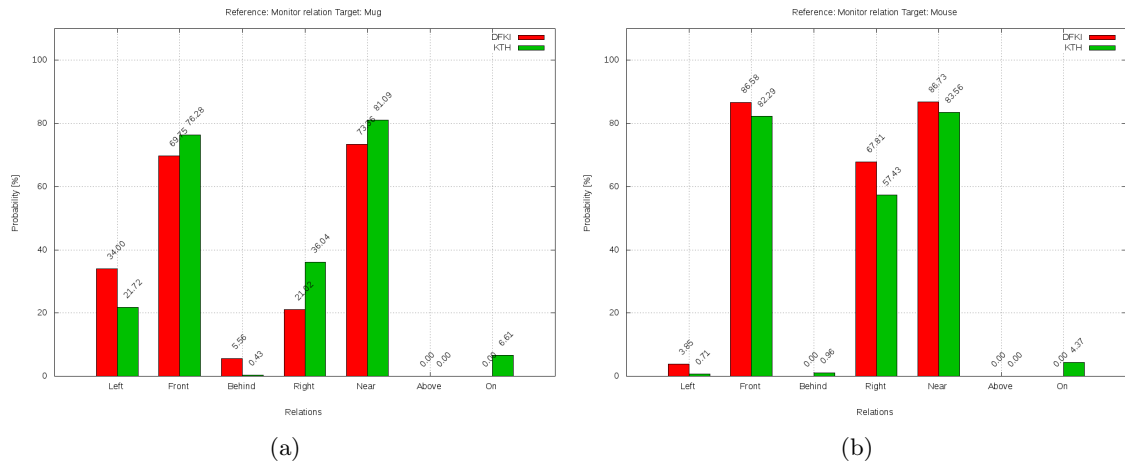 Reference: Monitor relation Target: Mug
DFKI
KTH
Probability [%]
100
80
60
40
20
0
34.00
21.72
69.75
76.28
5.56
0.43
36.04
81.09
0.00
0.00
0.00
6.61
Left Front Behind Right Near Above On
Relations
(a)
Reference: Monitor relation Target: Mouse
DFKI
KTH
Probability [%]
100
80
60
40
20
0
3.85
0.71
86.58
82.29
0.00
0.96
67.81
57.43
86.73
83.56
0.00
0.00
0.00
4.37
Left Front Behind Right Near Above On
Relations
(b)